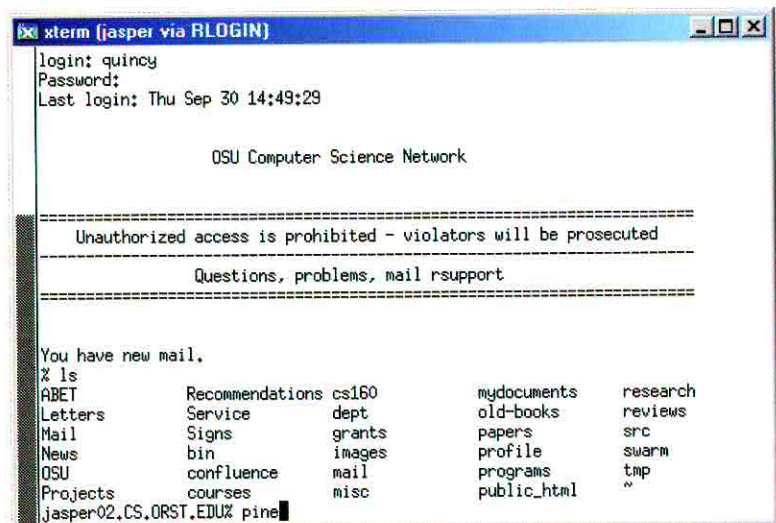 xterm (jasper via RLOGIN)
login: quincy
Password:
Last login: Thu Sep 30 14:49:29
OSU Computer Science Network
===========================================================================
Unauthorized access is prohibited - violators will be prosecuted
---------------------------------------------------------------------------
Questions, problems, mail rsupport
===========================================================================
You have new mail.
% ls
ABET Recommendations cs160 mydocuments research
Letters Service dept old-books reviews
Mail Signs grants papers src
News bin images profile swarm
OSU confluence mail programs tmp
Projects courses misc public_html ~
jasper02.CS.ORST.EDU% pine